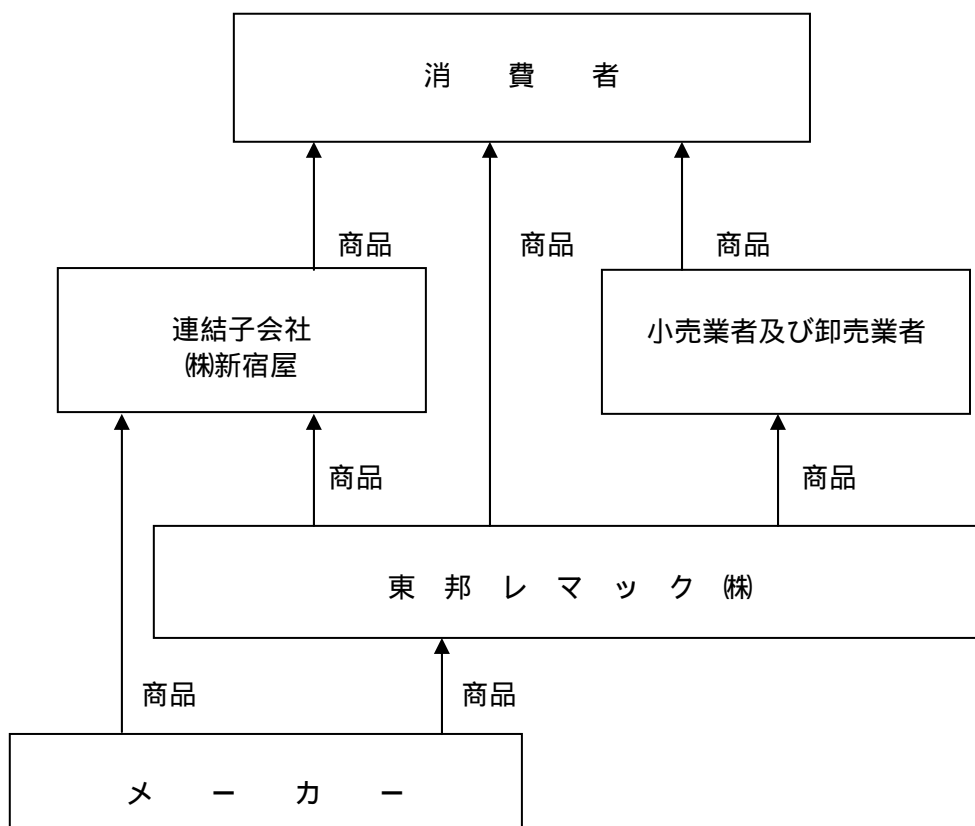 消 費 者
商品
商品
商品
連結子会社
㈱新宿屋
小売業者及び卸売業者
商品
商品
東 邦 レ マ ッ ク ㈱
商品
商品
メ ー カ ー